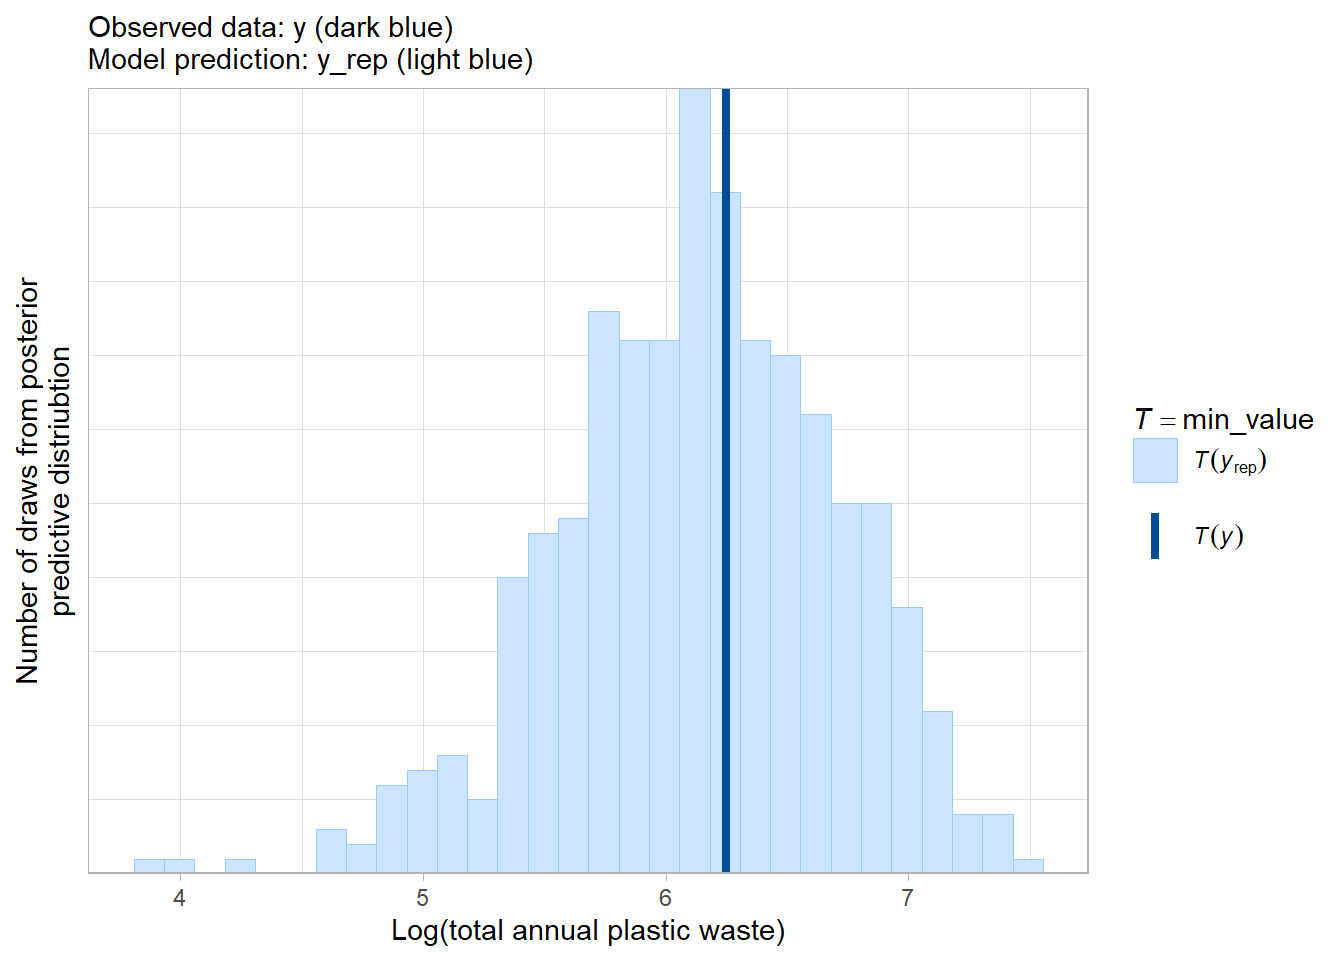 Observed data: y (dark blue)
Model prediction: y_rep (light blue)
Number of draws from posterior
predictive distriubtion
4 5 6 7
Log(total annual plastic waste)
T = min_value
T(y_rep)
T(y)